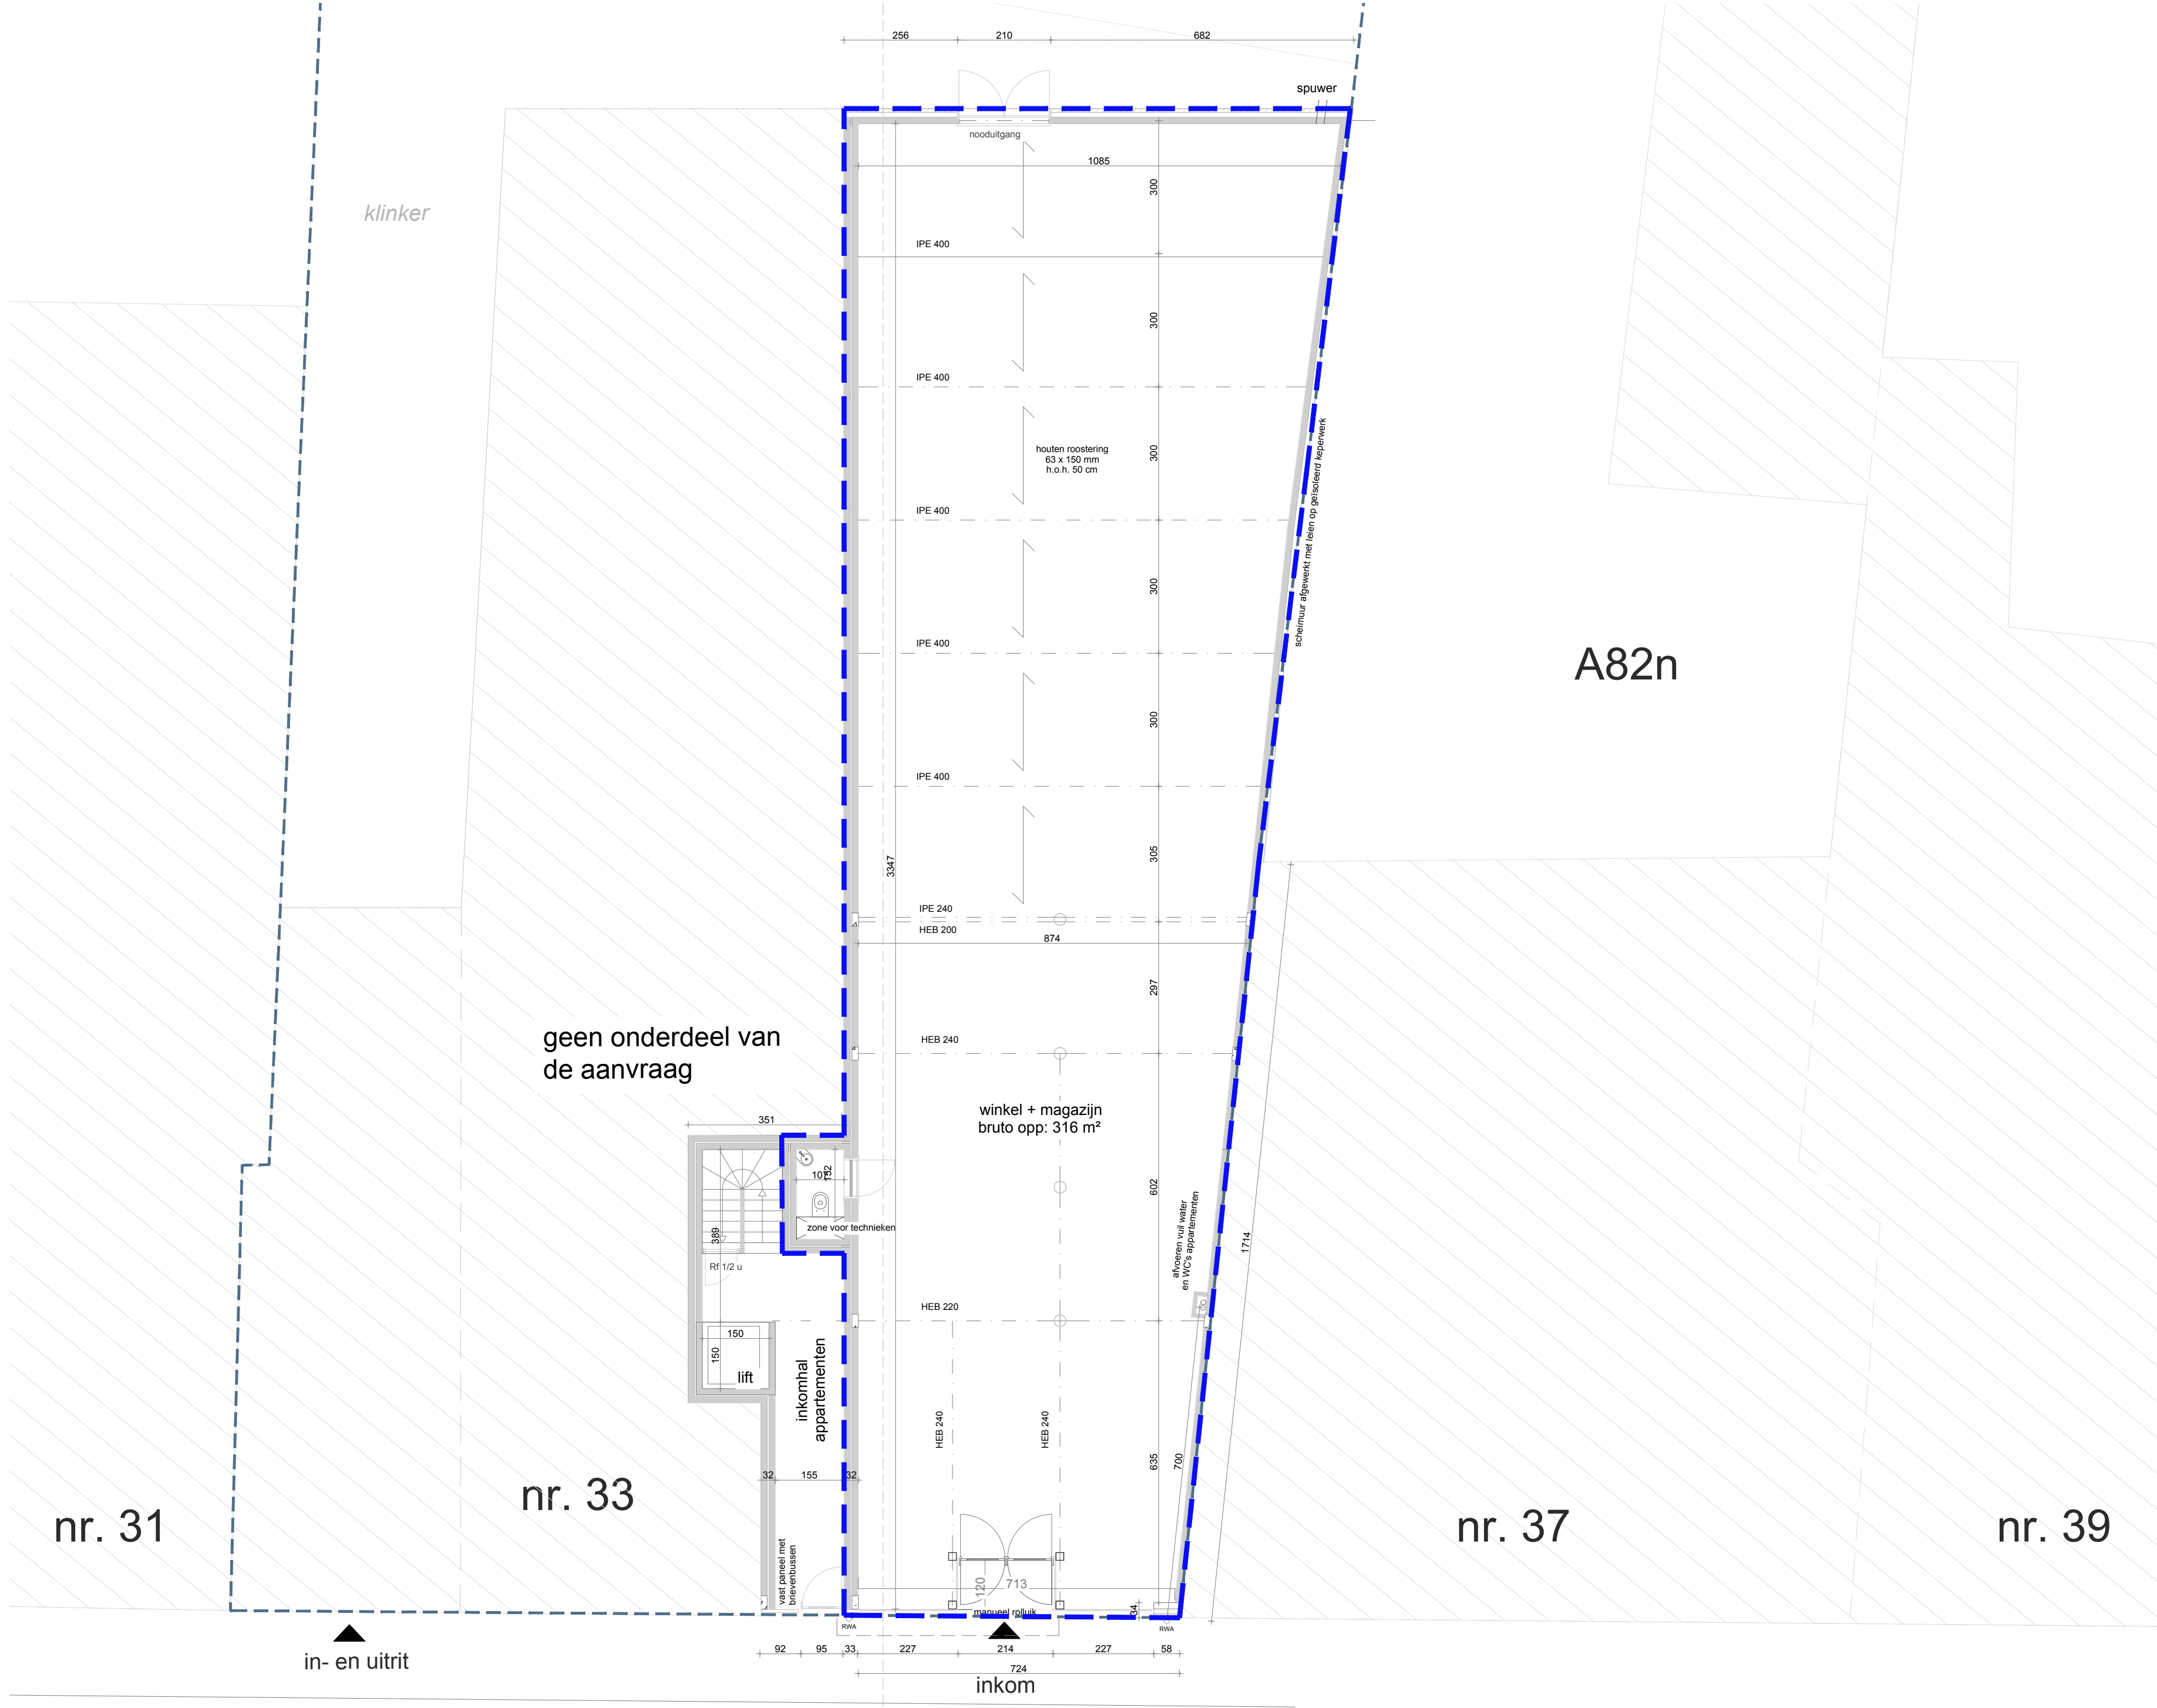 256
210
682
spuwer
nooduitgang
klinker
1085
300
IPE 400
300
IPE 400
houten roostering
63 x 150 mm
h.o.h. 50 cm
300
scheimuur afgewerkt met leien op geïsoleerd keperwerk
IPE 400
300
IPE 400
A82n
300
IPE 400
3347
305
IPE 240
HEB 200
874
297
geen onderdeel van
de aanvraag
HEB 240
winkel + magazijn
bruto opp: 316 m²
351
152
602
zone voor technieken
389
Rf 1/2 u
afvoeren vuil water
en WC's appartementen
1714
HEB 220
150
150
lift
inkomhal
appartementen
HEB 240
HEB 240
635
700
32
155
32
nr. 31
nr. 33
nr. 37
nr. 39
vast paneel met
brievenbussen
120
713
manueel rolluik
34
RWA
RWA
92
95
33
227
214
227
58
724
in- en uitrit
inkom